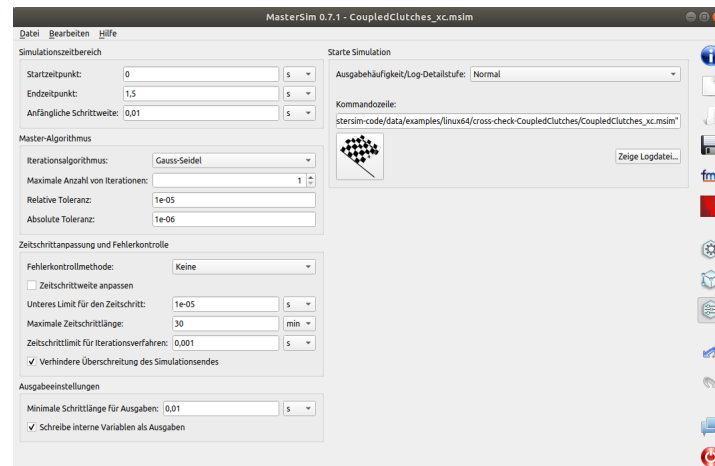 MasterSim 0.7.1 - CoupledClutches_xc.msim
Datei Bearbeiten Hilfe
Simulationszeitbereich
Startzeitpunkt: 0 s
Endzeitpunkt: 1,5 s
Anfängliche Schrittweite: 0,01 s
Master-Algorithmus
Iterationsalgorithmus: Gauss-Seidel
Maximale Anzahl von Iterationen: 1
Relative Toleranz: 1e-05
Absolute Toleranz: 1e-06
Zeitschrittanpassung und Fehlerkontrolle
Fehlerkontrollmethode: Keine
Zeitschrittweite anpassen
Unteres Limit für den Zeitschritt: 1e-05 s
Maximale Zeitschrittlänge: 30 min
Zeitschrittlimit für Iterationsverfahren: 0,001 s
Verhindere Überschreitung des Simulationsendes
Ausgabeeinstellungen
Minimale Schrittlänge für Ausgaben: 0,01 s
Schreibe interne Variablen als Ausgaben
Starte Simulation
Ausgabehäufigkeit/Log-Detailstufe: Normal
Kommandozeile:
stersim-code/data/examples/linux64/cross-check-CoupledClutches/CoupledClutches_xc.msim"
Zeige Logdatei...